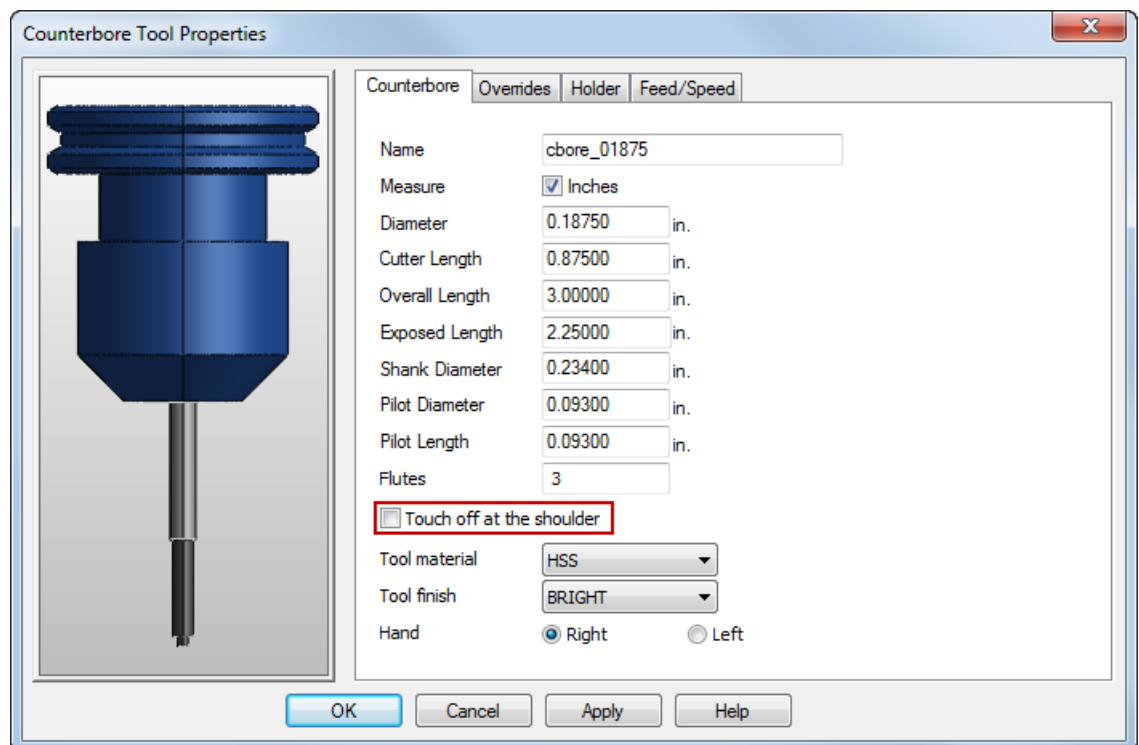 Counterbore Tool Properties
Counterbore Overrides Holder Feed/Speed
Name cbore_01875
Measure Inches
Diameter 0.18750 in.
Cutter Length 0.87500 in.
Overall Length 3.00000 in.
Exposed Length 2.25000 in.
Shank Diameter 0.23400 in.
Pilot Diameter 0.09300 in.
Pilot Length 0.09300 in.
Flutes 3
Touch off at the shoulder
Tool material HSS
Tool finish BRIGHT
Hand Right Left
OK Cancel Apply Help